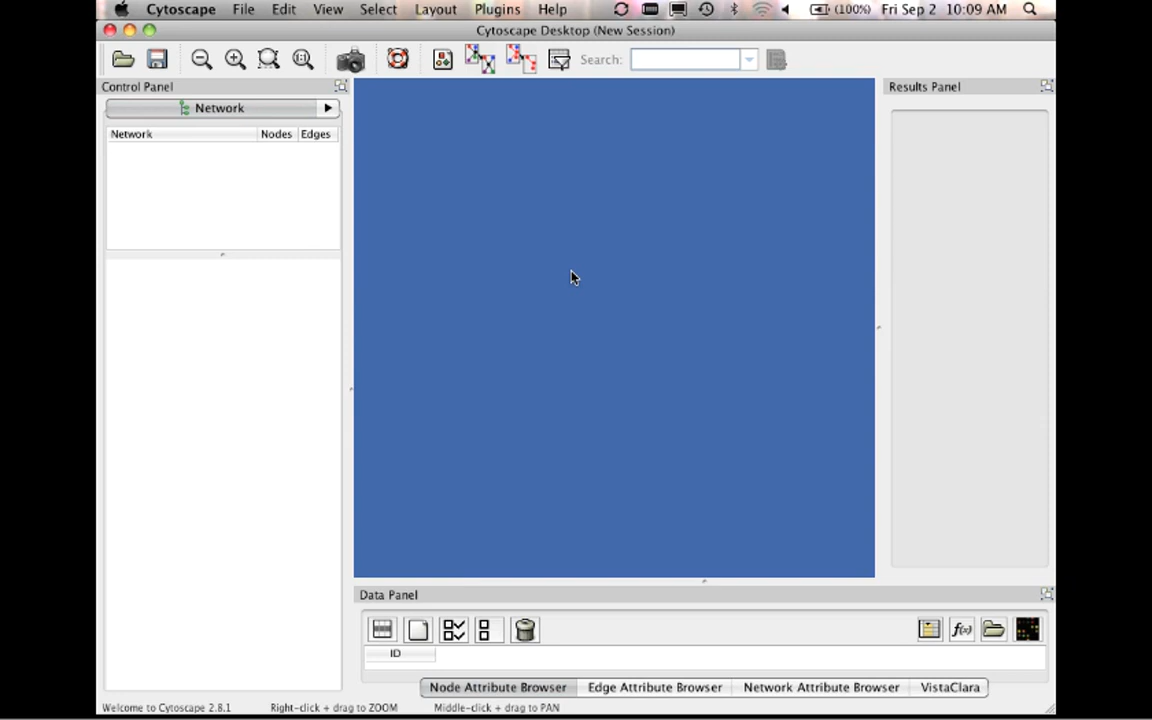 Cytoscape File Edit View Select Layout Plugins Help (100%) Fri Sep 2 10:09 AM
Cytoscape Desktop (New Session)
1:1 Search:
Control Panel
Results Panel
Network
Network Nodes Edges
Data Panel
f(x)
ID
Node Attribute Browser Edge Attribute Browser Network Attribute Browser VistaClara
Welcome to Cytoscape 2.8.1 Right-click + drag to ZOOM Middle-click + drag to PAN